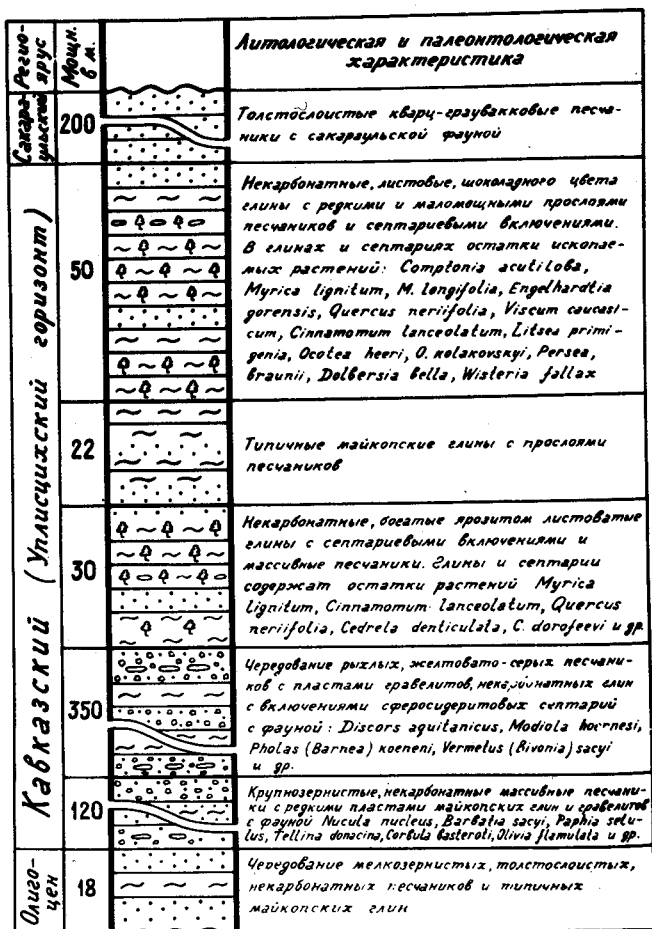 Регио-
ярус
Мощн.
в м.
Литологическая и палеонтологическая
характеристика
Сакара-
ульский
200
Толстослоистые кварц-граувакковые песча-
ники с сакараульской фауной
Кавказский (Уплисцихский горизонт)
50
Некарбонатные, листовые, шоколадного цвета
глины с редкими и маломощными прослоями
песчаников и септариевыми включениями.
В глинах и септариях остатки ископае-
мых растений: Comptonia acutiloba,
Myrica lignitum, M. longifolia, Engelhardtia
gorensis, Quercus neriifolia, Viscum caucasi-
cum, Cinnamomum lanceolatum, Litsea primi-
genia, Ocotea heeri, O. kolakovskyi, Persea,
braunii, Dolbersia bella, Wisteria fallax
22
Типичные майкопские глины с прослоями
песчаников
30
Некарбонатные, богатые ярозитом листоватые
глины с септариевыми включениями и
массивные песчаники. Глины и септарии
содержат остатки растений Myrica
lignitum, Cinnamomum lanceolatum, Quercus
neriifolia, Cedrela denticulata, C. dorofeevi и др.
350
Чередование рыхлых, желтовато-серых песчани-
ков с пластами гравелитов, некарбонатных глин
с включениями сферосидеритовых септарий
с фауной: Discors aquitanicus, Modiola hoernesi,
Pholas (Barnea) koeneni, Vermetus (Bivonia) sacyi
и др.
120
Крупнозернистые, некарбонатные массивные песчани-
ки с редкими пластами майкопских глин и гравелитов
с фауной Nucula nucleus, Barbatia sacyi, Paphia selu-
lus, Tellina donacina, Corbula basteroti, Olivia flamulata и др.
Олиго-
цен
18
Чередование мелкозернистых, толстослоистых,
некарбонатных песчаников и типичных
майкопских глин